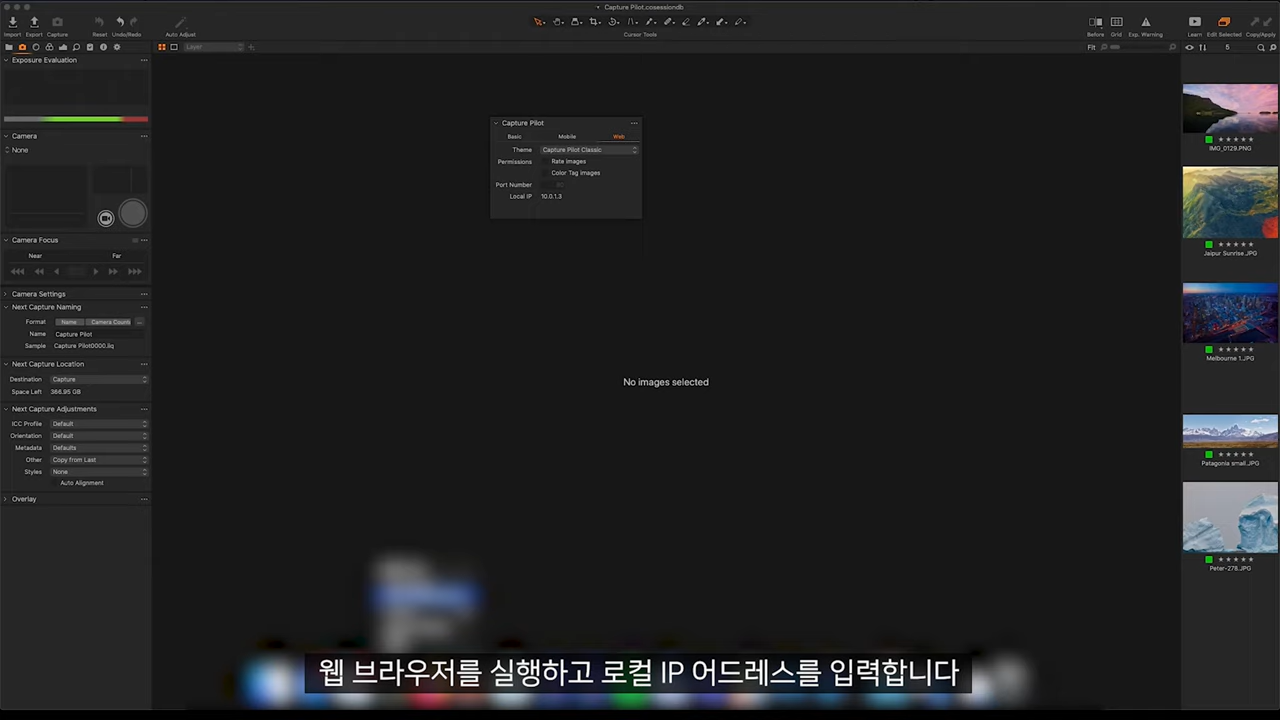 Capture Pilot.cosessiondb
Import Export Capture Reset Undo/Redo Auto Adjust
Cursor Tools
Before Grid Exp. Warning Learn Edit Selected Copy/Apply
Layer
Fit
5
Exposure Evaluation
Camera
None
Camera Focus
Near Far
Camera Settings
Next Capture Naming
Format Name Camera Count
Name Capture Pilot
Sample Capture Pilot0000.iiq
Next Capture Location
Destination Capture
Space Left 366.95 GB
Next Capture Adjustments
ICC Profile Default
Orientation Default
Metadata Defaults
Other Copy from Last
Styles None
Auto Alignment
Overlay
Capture Pilot
Basic Mobile Web
Theme Capture Pilot Classic
Permissions Rate Images
Color Tag Images
Port Number
Local IP 10.0.1.3
No images selected
IMG_0129.PNG
Jaipur Sunrise.JPG
Melbourne 1.JPG
Patagonia small.JPG
Peter-278.JPG
웹 브라우저를 실행하고 로컬 IP 어드레스를 입력합니다